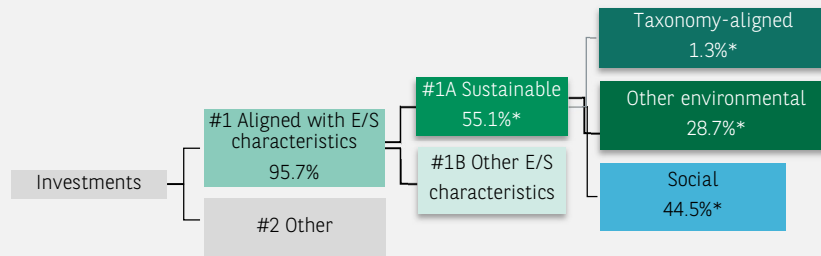 Investments
#1 Aligned with E/S
characteristics
95.7%
#2 Other
#1A Sustainable
55.1%*
#1B Other E/S
characteristics
Taxonomy-aligned
1.3%*
Other environmental
28.7%*
Social
44.5%*